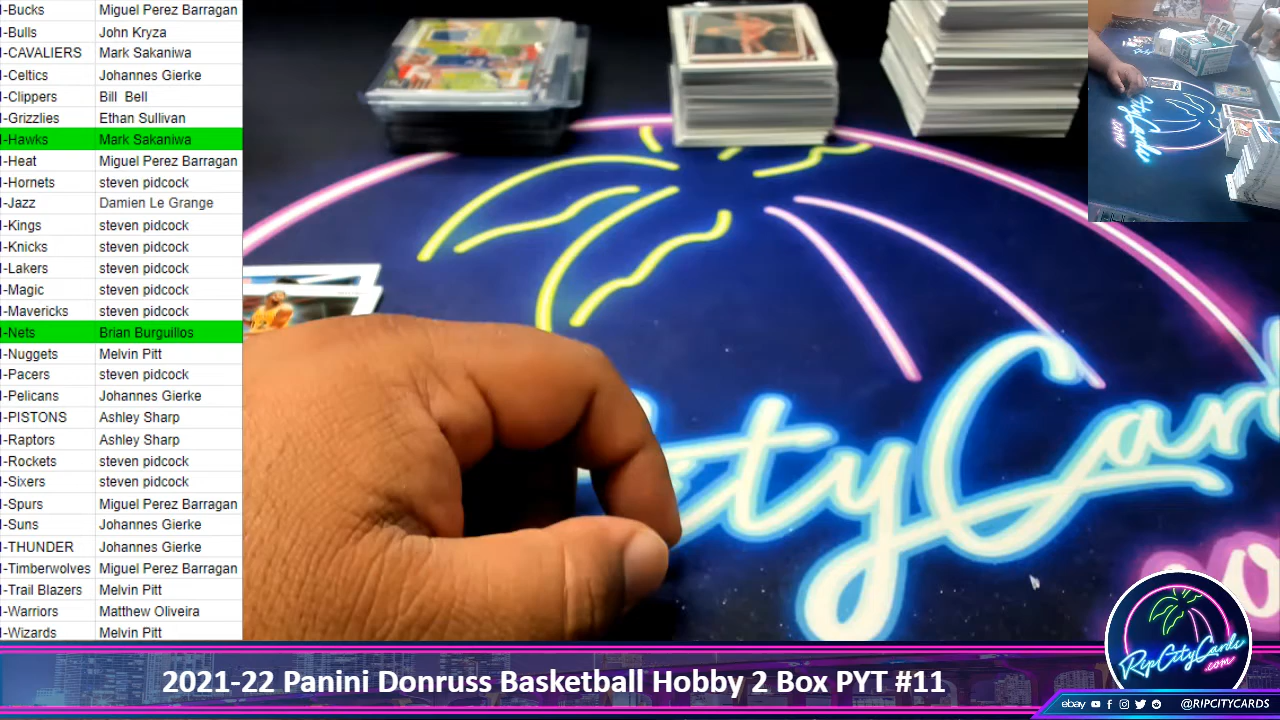 I-Bucks Miguel Perez Barragan
I-Bulls John Kryza
I-CAVALIERS Mark Sakaniwa
I-Celtics Johannes Gierke
I-Clippers Bill Bell
I-Grizzlies Ethan Sullivan
I-Hawks Mark Sakaniwa
I-Heat Miguel Perez Barragan
I-Hornets steven pidcock
I-Jazz Damien Le Grange
I-Kings steven pidcock
I-Knicks steven pidcock
I-Lakers steven pidcock
I-Magic steven pidcock
I-Mavericks steven pidcock
I-Nets Brian Burguillos
I-Nuggets Melvin Pitt
I-Pacers steven pidcock
I-Pelicans Johannes Gierke
I-PISTONS Ashley Sharp
I-Raptors Ashley Sharp
I-Rockets steven pidcock
I-Sixers steven pidcock
I-Spurs Miguel Perez Barragan
I-Suns Johannes Gierke
I-THUNDER Johannes Gierke
I-Timberwolves Miguel Perez Barragan
I-Trail Blazers Melvin Pitt
I-Warriors Matthew Oliveira
I-Wizards Melvin Pitt
ityCard
RipCityCards
.com
2021-22 Panini Donruss Basketball Hobby 2 Box PYT #11
ebay @RIPCITYCARDS